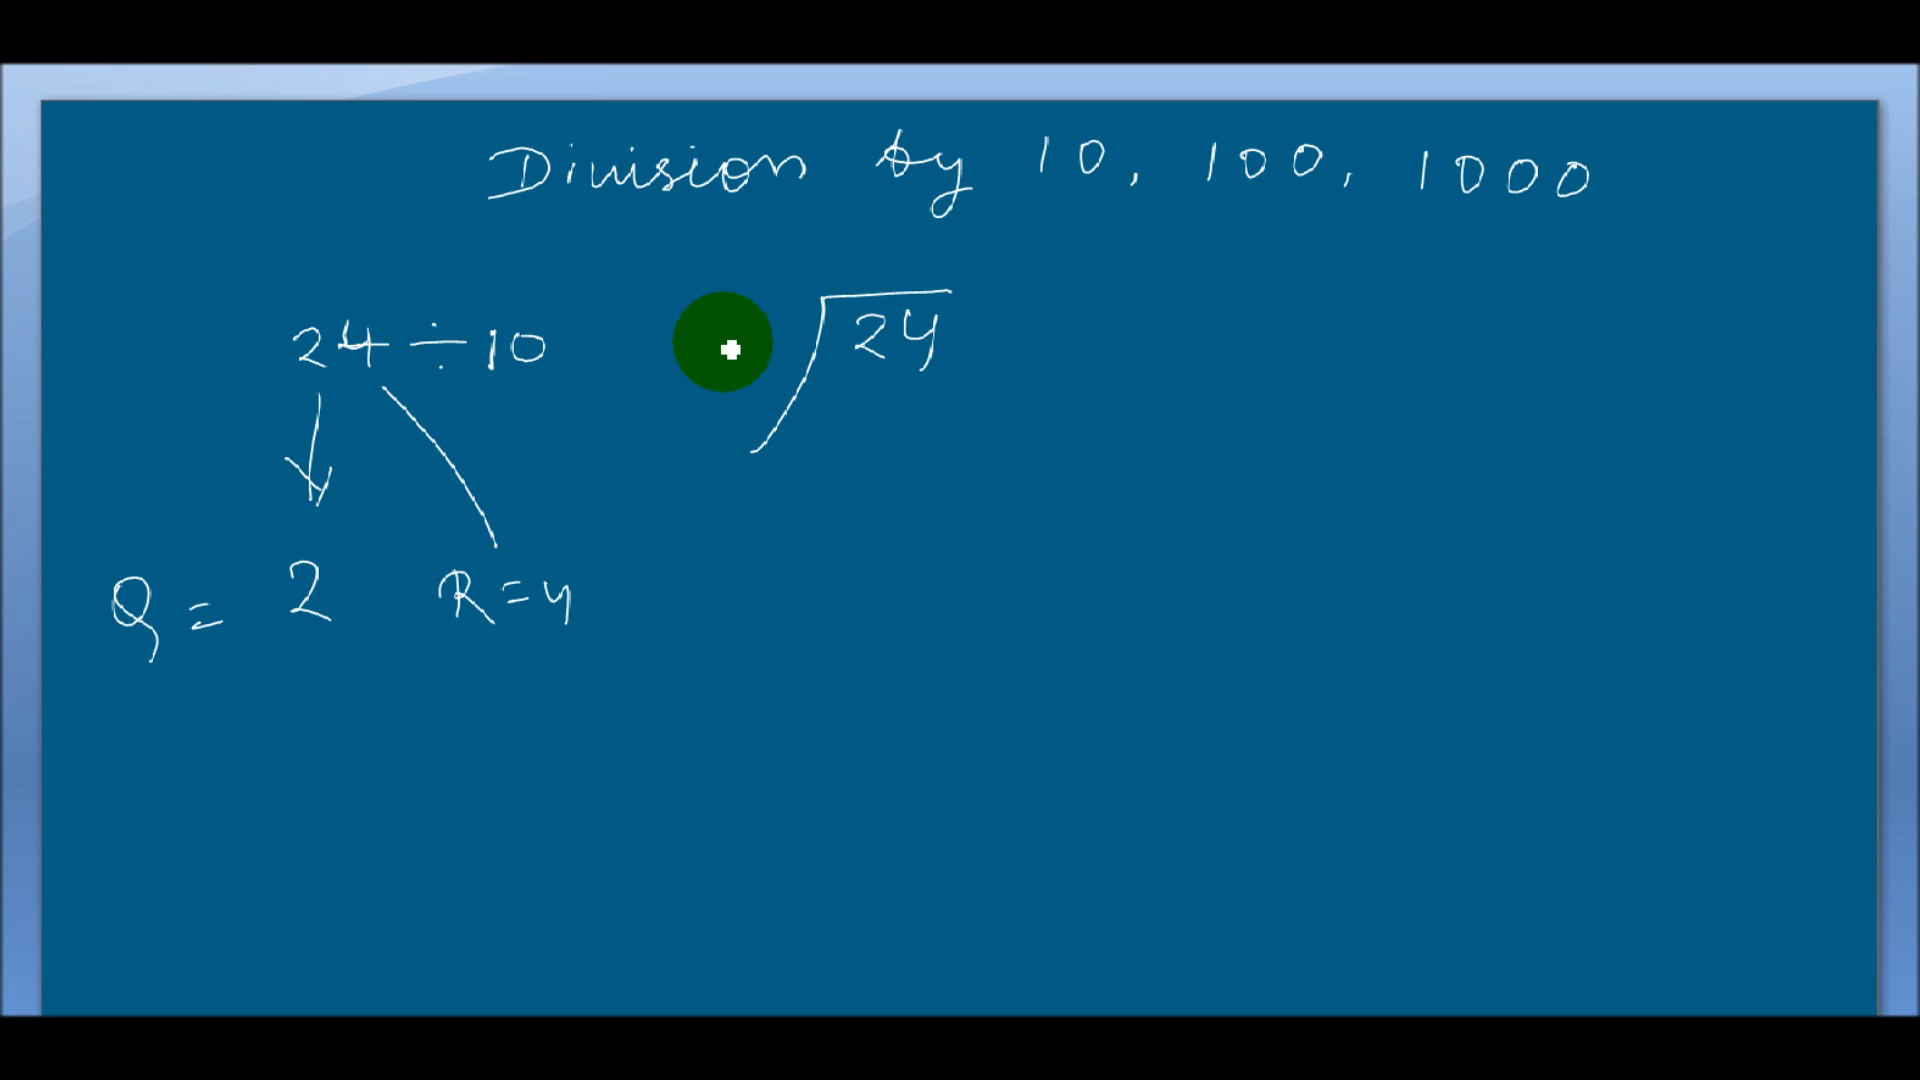 Division by 10, 100, 1000
24 ÷ 10
24
Q = 2 R = 4